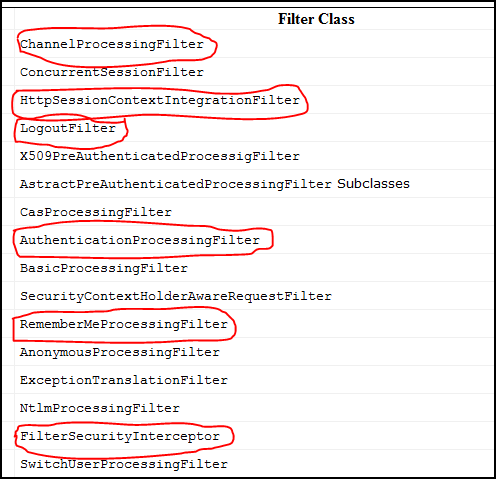 Filter Class
ChannelProcessingFilter
ConcurrentSessionFilter
HttpSessionContextIntegrationFilter
LogoutFilter
X509PreAuthenticatedProcessigFilter
AstractPreAuthenticatedProcessingFilter Subclasses
CasProcessingFilter
AuthenticationProcessingFilter
BasicProcessingFilter
SecurityContextHolderAwareRequestFilter
RememberMeProcessingFilter
AnonymousProcessingFilter
ExceptionTranslationFilter
NtlmProcessingFilter
FilterSecurityInterceptor
SwitchUserProcessingFilter